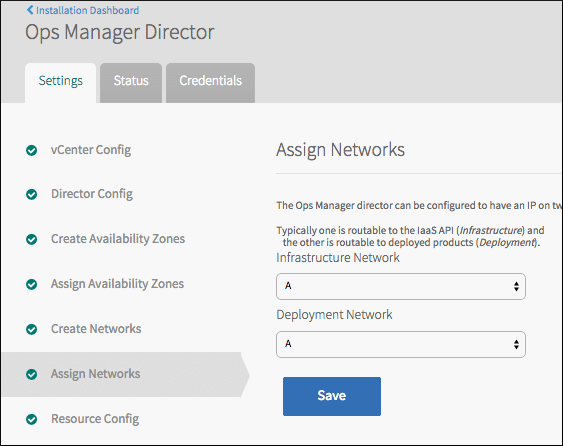 Installation Dashboard
Ops Manager Director
Settings
Status
Credentials
vCenter Config
Director Config
Create Availability Zones
Assign Availability Zones
Create Networks
Assign Networks
Resource Config
Assign Networks
The Ops Manager director can be configured to have an IP on
Typically one is routable to the IaaS API (Infrastructure) and
the other is routable to deployed products (Deployment).
Infrastructure Network
A
Deployment Network
A
Save